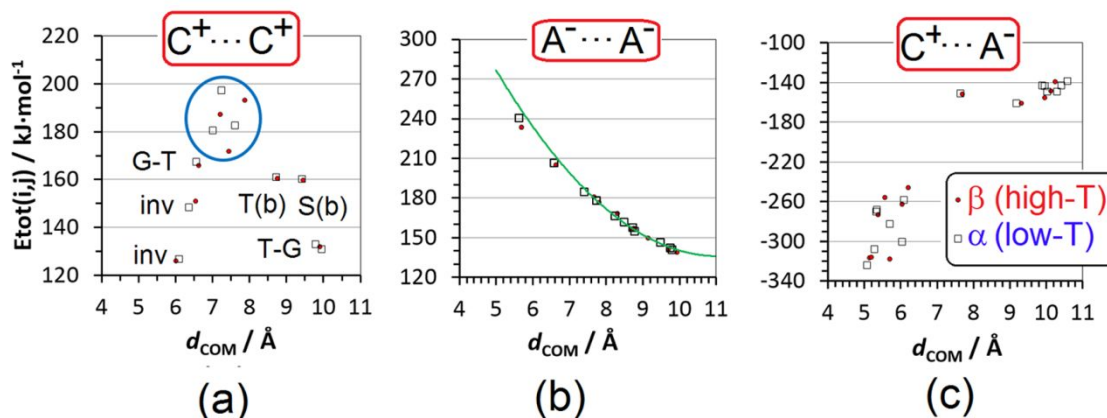 C⁺···C⁺
Etot(i,j) / kJ·mol⁻¹
220
200
180
160
140
120
G-T
inv
inv
T(b)
S(b)
T-G
4 5 6 7 8 9 10 11
d_COM / Å
(a)
A⁻···A⁻
300
270
240
210
180
150
120
4 5 6 7 8 9 10 11
d_COM / Å
(b)
C⁺···A⁻
-100
-140
-180
-220
-260
-300
-340
β (high-T)
α (low-T)
4 5 6 7 8 9 10 11
d_COM / Å
(c)